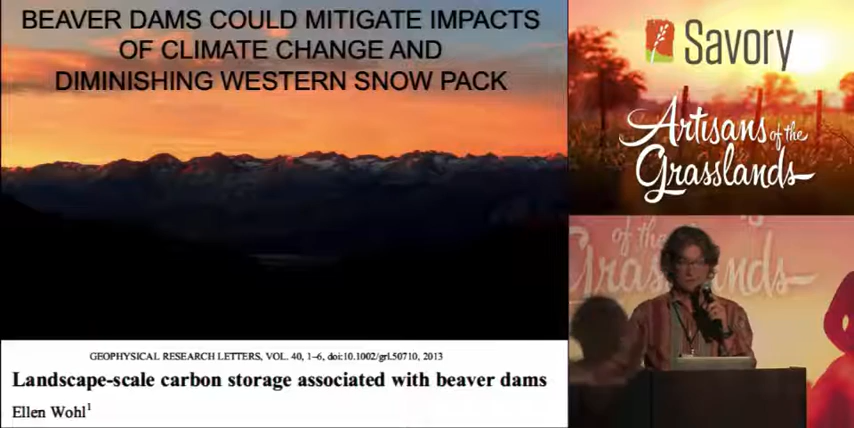 BEAVER DAMS COULD MITIGATE IMPACTS
OF CLIMATE CHANGE AND
DIMINISHING WESTERN SNOW PACK
GEOPHYSICAL RESEARCH LETTERS, VOL. 40, 1–6, doi:10.1002/grl.50710, 2013
Landscape-scale carbon storage associated with beaver dams
Ellen Wohl1
Savory
Artisans of the
Grasslands
of the
Grasslands